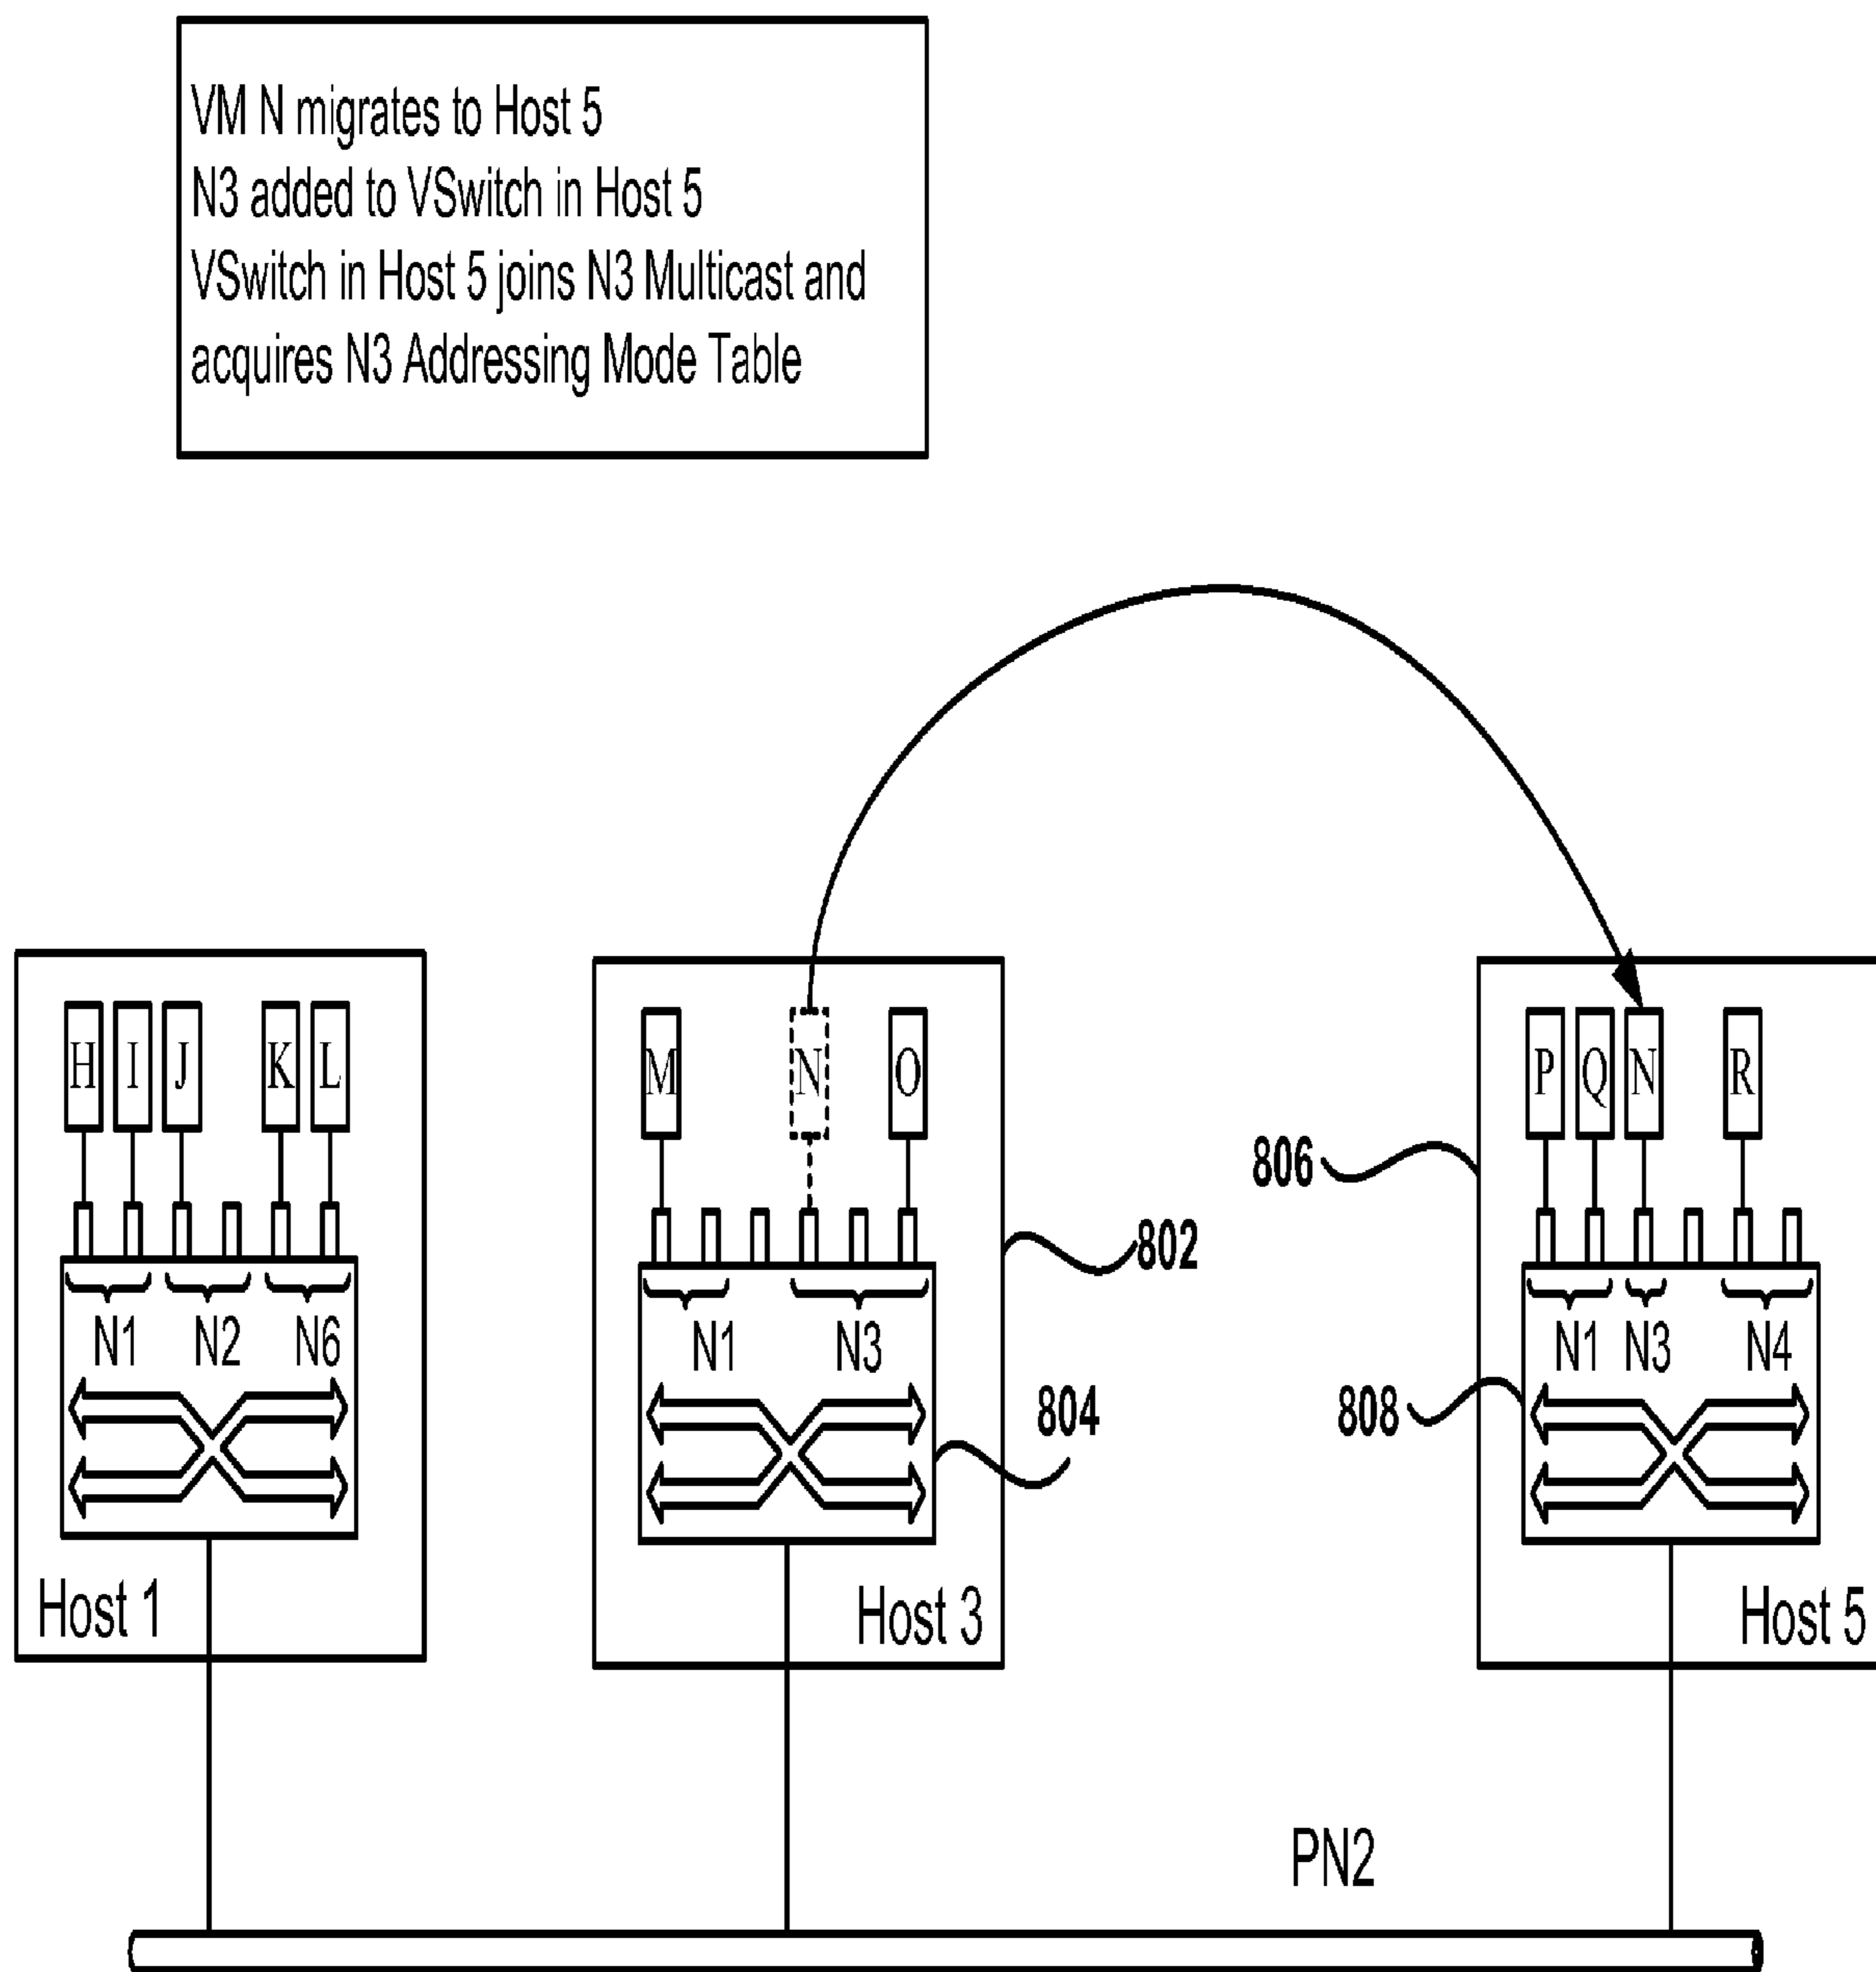 VM N migrates to Host 5
N3 added to VSwitch in Host 5
VSwitch in Host 5 joins N3 Multicast and
acquires N3 Addressing Mode Table
H I J K L
M N O
P Q N R
806
802
N1 N2 N6
N1 N3
N1 N3 N4
804
808
Host 1
Host 3
Host 5
PN2